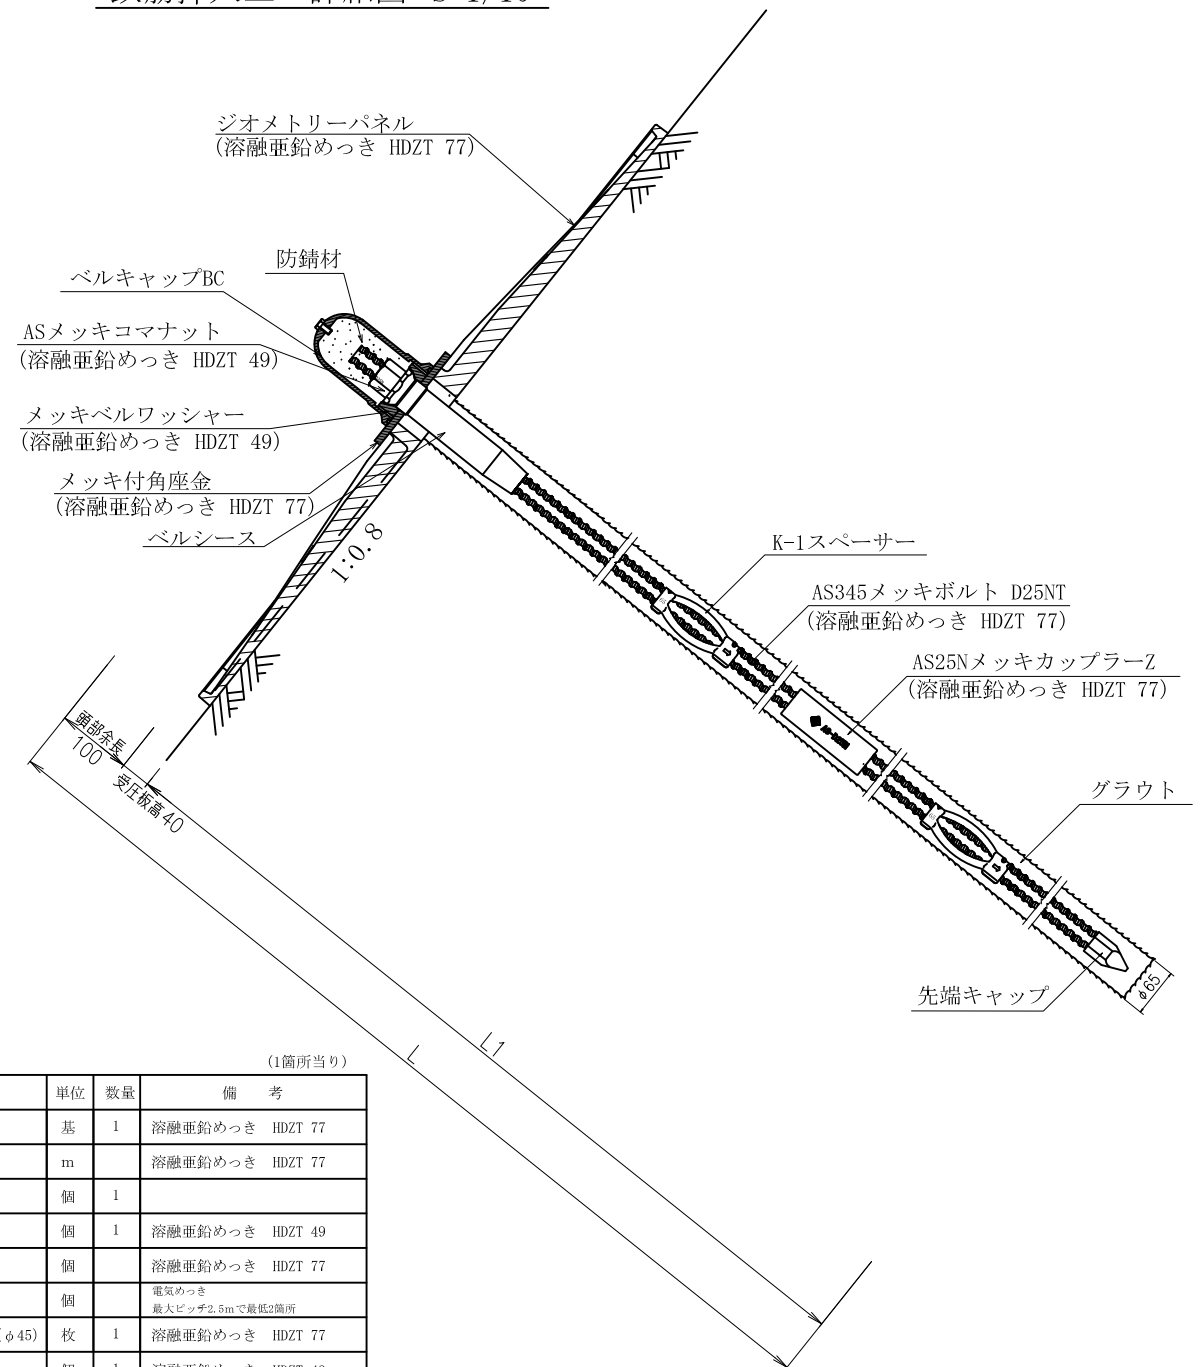 S=1/10
ジオメトリーパネル
(溶融亜鉛めっき HDZT 77)
防錆材
ベルキャップBC
ASメッキコマナット
(溶融亜鉛めっき HDZT 49)
メッキベルワッシャー
(溶融亜鉛めっき HDZT 49)
メッキ付角座金
(溶融亜鉛めっき HDZT 77)
ベルシース
1:0.8
K-1スペーサー
AS345メッキボルト D25NT
(溶融亜鉛めっき HDZT 77)
AS25NメッキカップラーZ
(溶融亜鉛めっき HDZT 77)
グラウト
先端キャップ
φ65
頭部余長
100
受圧板高40
L1
L
(1箇所当り)
単位 数量 備 考
基 1 溶融亜鉛めっき HDZT 77
m 溶融亜鉛めっき HDZT 77
個 1
個 1 溶融亜鉛めっき HDZT 49
個 溶融亜鉛めっき HDZT 77
個 電気めっき
最大ピッチ2.5mで最低2箇所
(φ45) 枚 1 溶融亜鉛めっき HDZT 77